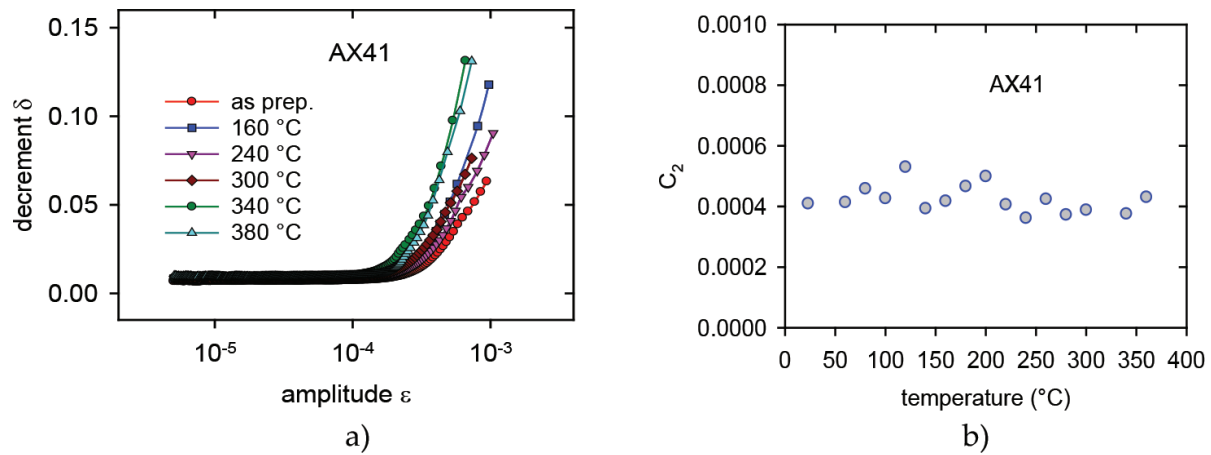 0.15
0.10
0.05
0.00
decrement δ
AX41
as prep.
160 °C
240 °C
300 °C
340 °C
380 °C
10-5
10-4
10-3
amplitude ε
a)
0.0010
0.0008
0.0006
0.0004
0.0002
0.0000
C2
AX41
0 50 100 150 200 250 300 350 400
temperature (°C)
b)